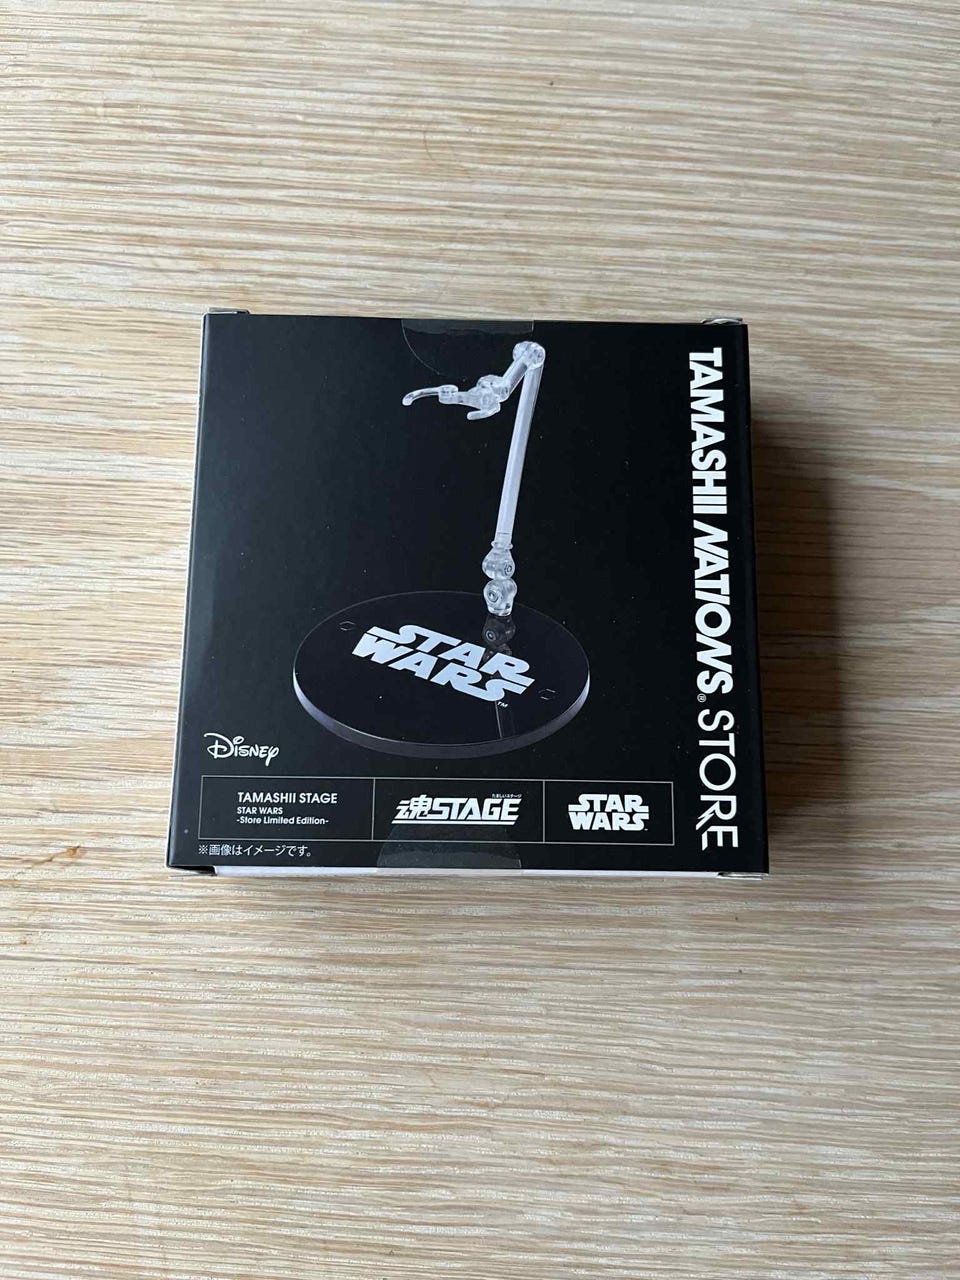 TAMASHII NATIONS® STORE
STAR
WARS™
Disney
TAMASHII STAGE
STAR WARS
-Store Limited Edition-
たましいステージ
魂STAGE
STAR
WARS
※画像はイメージです。